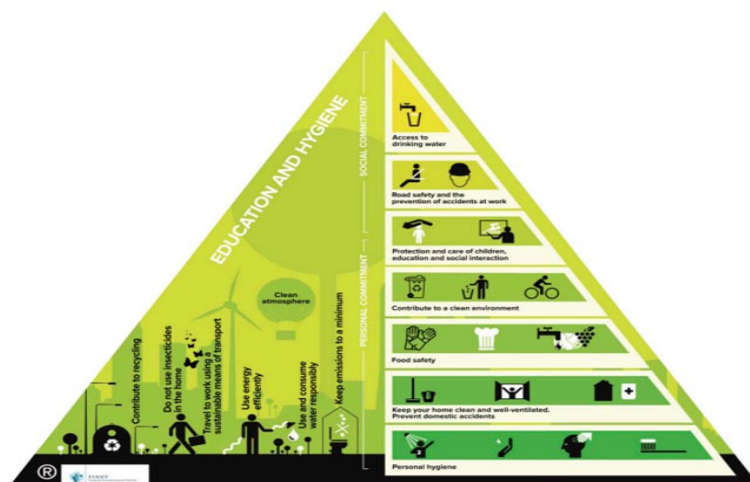 EDUCATION AND HYGIENE
SOCIAL COMMITMENT
PERSONAL COMMITMENT
Access to
drinking water
Road safety and the
prevention of accidents at work
Protection and care of children,
education and social interaction
Contribute to a clean environment
Food safety
Keep your home clean and well-ventilated.
Prevent domestic accidents
Personal hygiene
Clean
atmosphere
Contribute to recycling
Do not use insecticides
in the home
Travel to work using a
sustainable means of transport
Use energy
efficiently
Use and consume
water responsibly
Keep emissions to a minimum
®